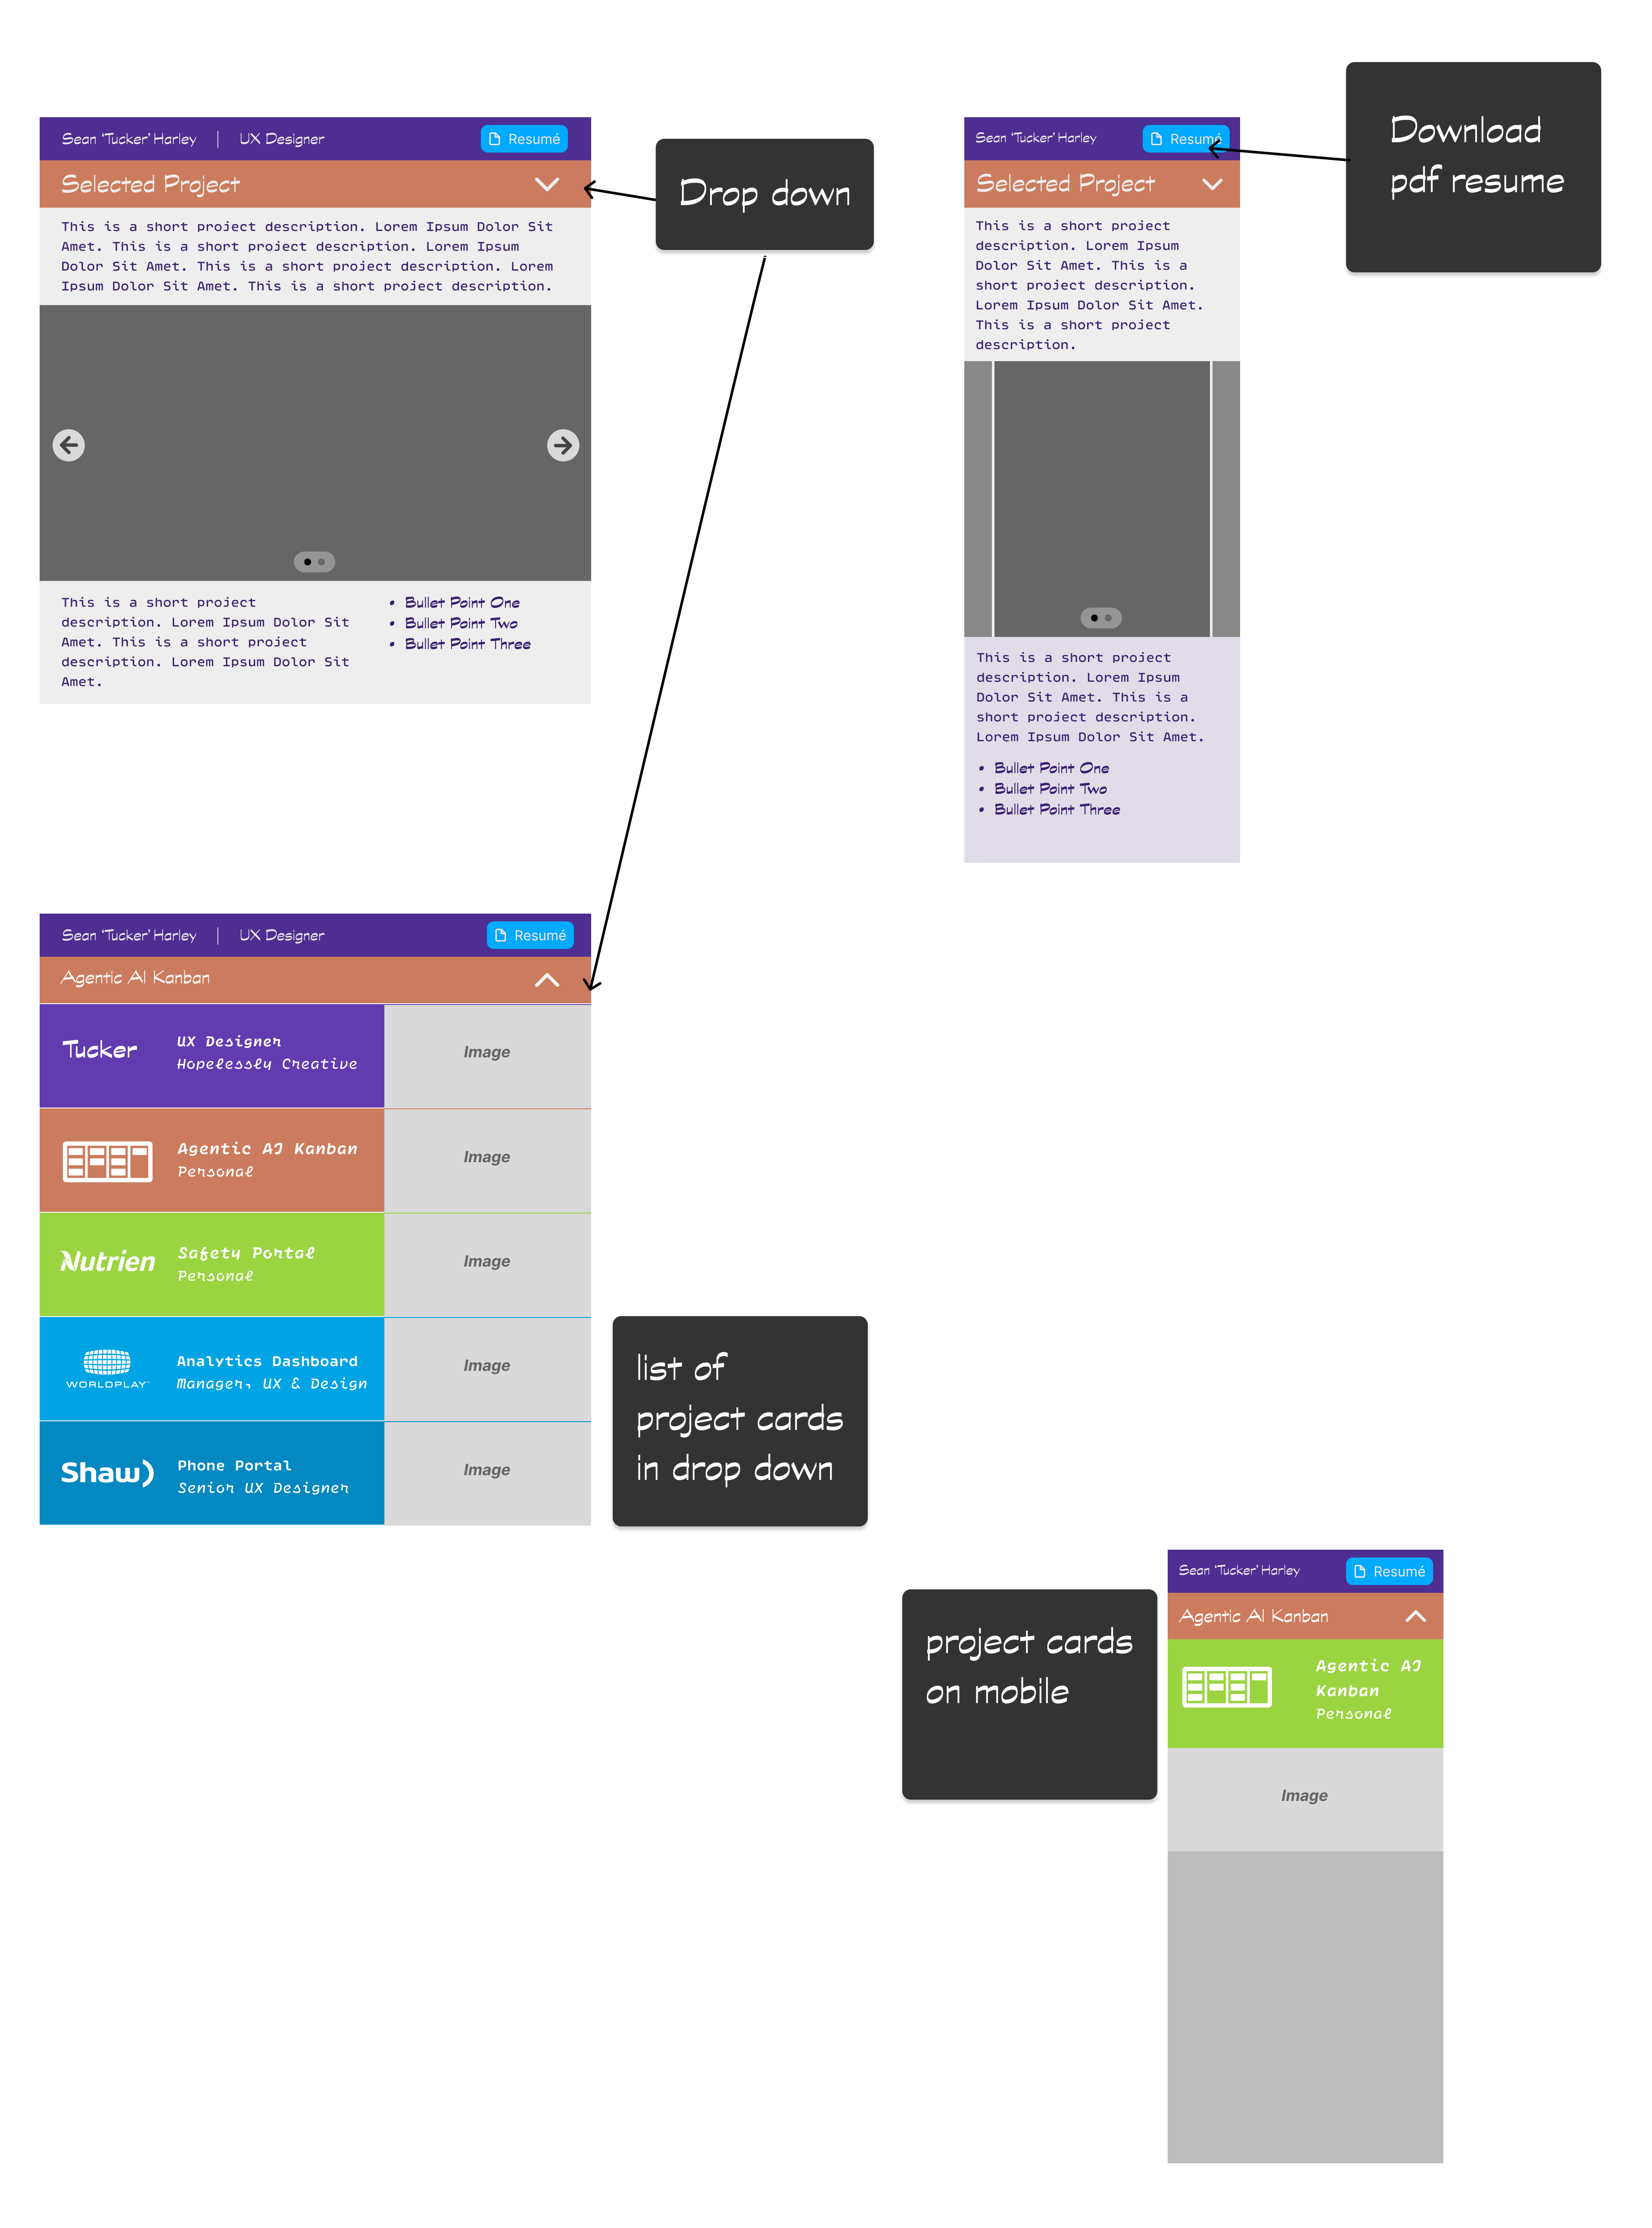 Sean 'Tucker' Harley | UX Designer
Resumé
Selected Project
This is a short project description. Lorem Ipsum Dolor Sit
Amet. This is a short project description. Lorem Ipsum
Dolor Sit Amet. This is a short project description. Lorem
Ipsum Dolor Sit Amet. This is a short project description.
This is a short project
description. Lorem Ipsum Dolor Sit
Amet. This is a short project
description. Lorem Ipsum Dolor Sit
Amet.
• Bullet Point One
• Bullet Point Two
• Bullet Point Three
Drop down
Sean 'Tucker' Harley
Resumé
Selected Project
This is a short project
description. Lorem Ipsum
Dolor Sit Amet. This is a
short project description.
Lorem Ipsum Dolor Sit Amet.
This is a short project
description.
This is a short project
description. Lorem Ipsum
Dolor Sit Amet. This is a
short project description.
Lorem Ipsum Dolor Sit Amet.
• Bullet Point One
• Bullet Point Two
• Bullet Point Three
Download
pdf resume
Sean 'Tucker' Harley | UX Designer
Resumé
Agentic AI Kanban
Tucker
UX Designer
Hopelessly Creative
Image
Agentic AI Kanban
Personal
Image
Nutrien
Safety Portal
Personal
Image
WORLDPLAY™
Analytics Dashboard
Manager, UX & Design
Image
Shaw)
Phone Portal
Senior UX Designer
Image
list of
project cards
in drop down
project cards
on mobile
Sean 'Tucker' Harley
Resumé
Agentic AI Kanban
Agentic AI
Kanban
Personal
Image